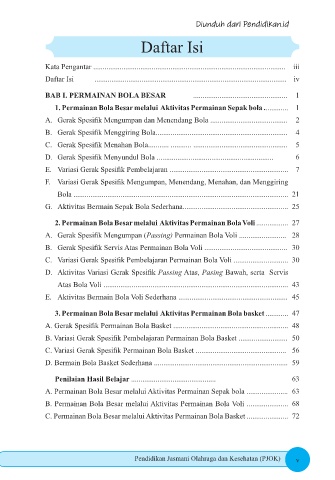 Diunduh dari Pendidikan.id
Daftar Isi
Kata Pengantar ................................................................ iii
Daftar Isi ................................................................ iv
BAB I. PERMAINAN BOLA BESAR ................................ 1
1. Permainan Bola Besar melalui Aktivitas Permainan Sepak bola ............ 1
A. Gerak Spesifik Mengumpan dan Menendang Bola ................................ 2
B. Gerak Spesifik Menggiring Bola................................................ 4
C. Gerak Spesifik Menahan Bola................................................ 5
D. Gerak Spesifik Menyundul Bola ................................................ 6
E. Variasi Gerak Spesifik Pembelajaran ................................................ 7
F. Variasi Gerak Spesifik Mengumpan, Menendang, Menahan, dan Menggiring
Bola ................................................................ 21
G. Aktivitas Bermain Sepak Bola Sederhana........................................ 25
2. Permainan Bola Besar melalui Aktivitas Permainan Bola Voli ............ 27
A. Gerak Spesifik Mengumpan (Passing) Permainan Bola Voli .................... 28
B. Gerak Spesifik Servis Atas Permainan Bola Voli ................................ 30
C. Variasi Gerak Spesifik Pembelajaran Permainan Bola Voli .................... 30
D. Aktivitas Variasi Gerak Spesifik Passing Atas, Pasing Bawah, serta Servis
Atas Bola Voli ................................................................ 43
E. Aktivitas Bermain Bola Voli Sederhana ........................................ 45
3. Permainan Bola Besar melalui Aktivitas Permainan Bola basket ............ 47
A. Gerak Spesifik Permainan Bola Basket ........................................ 48
B. Variasi Gerak Spesifik Pembelajaran Permainan Bola Basket .................... 50
C. Variasi Gerak Spesifik Permainan Bola Basket ................................ 56
D. Bermain Bola Basket Sederhana ................................................ 59
Penilaian Hasil Belajar ................................ 63
A. Permainan Bola Besar melalui Aktivitas Permainan Sepak bola ................ 63
B. Permainan Bola Besar melalui Aktivitas Permainan Bola Voli ................ 68
C. Permainan Bola Besar melalui Aktivitas Permainan Bola Basket ................ 72
Pendidikan Jasmani Olahraga dan Kesehatan (PJOK) v